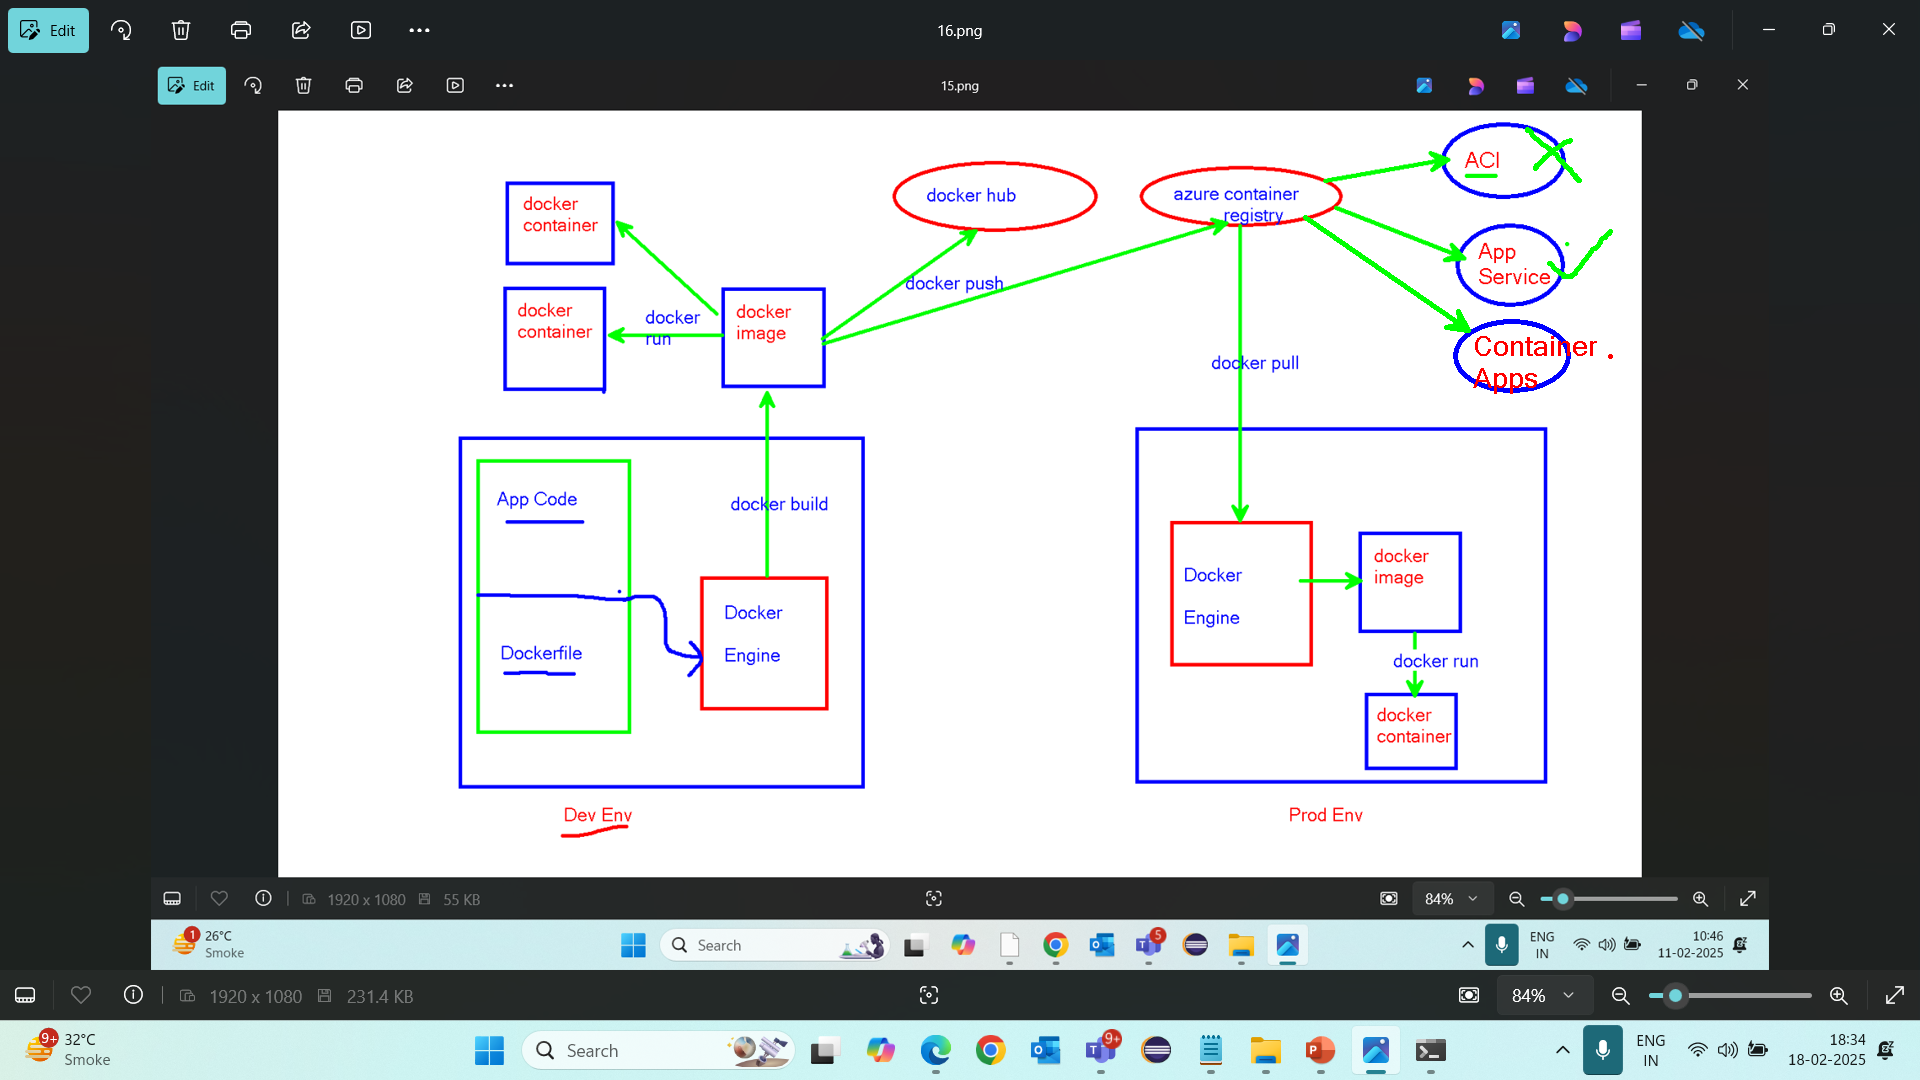 Edit
16.png
Edit
15.png
docker
container
docker hub
azure container
registry
ACI
App
Service
Container .
Apps
docker
container
docker
run
docker
image
docker push
docker pull
App Code
docker build
Dockerfile
Docker
Engine
Docker
Engine
docker
image
docker run
docker
container
Dev Env
Prod Env
1920 x 1080
55 KB
84%
1
26°C
Smoke
Search
5
ENG
IN
10:46
11-02-2025
1920 x 1080
231.4 KB
84%
9+
32°C
Smoke
Search
9+
ENG
IN
18:34
18-02-2025